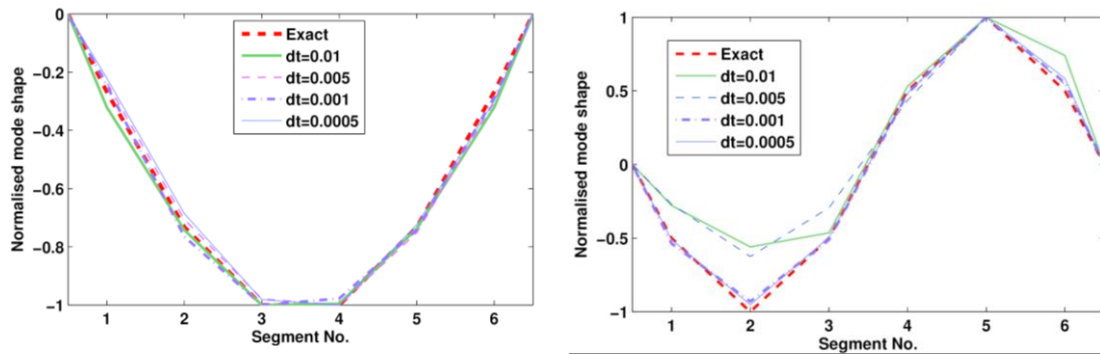 0
-0.2
-0.4
-0.6
-0.8
-1
Normalised mode shape
Exact
dt=0.01
dt=0.005
dt=0.001
dt=0.0005
1 2 3 4 5 6
Segment No.
1
0.5
0
-0.5
-1
Normalised mode shape
Exact
dt=0.01
dt=0.005
dt=0.001
dt=0.0005
1 2 3 4 5 6
Segment No.